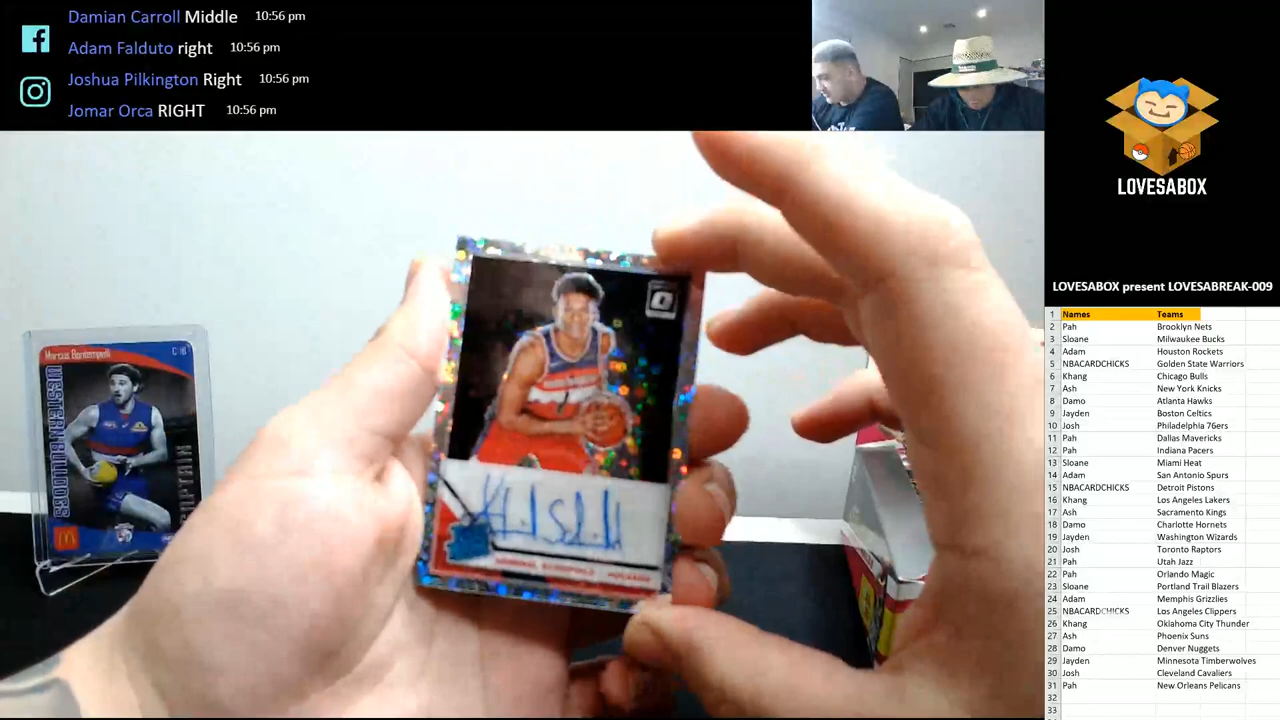 Damian Carroll Middle 10:56 pm
Adam Falduto right 10:56 pm
Joshua Pilkington Right 10:56 pm
Jomar Orca RIGHT 10:56 pm
LOVESABOX
LOVESABOX present LOVESABREAK-009
1 Names Teams
2 Pah Brooklyn Nets
3 Sloane Milwaukee Bucks
4 Adam Houston Rockets
5 NBACARDCHICKS Golden State Warriors
6 Khang Chicago Bulls
7 Ash New York Knicks
8 Damo Atlanta Hawks
9 Jayden Boston Celtics
10 Josh Philadelphia 76ers
11 Pah Dallas Mavericks
12 Pah Indiana Pacers
13 Sloane Miami Heat
14 Adam San Antonio Spurs
15 NBACARDCHICKS Detroit Pistons
16 Khang Los Angeles Lakers
17 Ash Sacramento Kings
18 Damo Charlotte Hornets
19 Jayden Washington Wizards
20 Josh Toronto Raptors
21 Pah Utah Jazz
22 Pah Orlando Magic
23 Sloane Portland Trail Blazers
24 Adam Memphis Grizzlies
25 NBACARDCHICKS Los Angeles Clippers
26 Khang Oklahoma City Thunder
27 Ash Phoenix Suns
28 Damo Denver Nuggets
29 Jayden Minnesota Timberwolves
30 Josh Cleveland Cavaliers
31 Pah New Orleans Pelicans
32
33
Marcus Bontempelli
WESTERN BULLDOGS
CAPTAIN